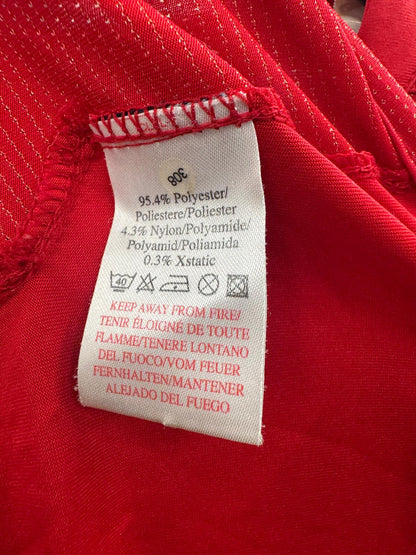 308
95.4% Polyester/
Poliestere/Poliester
4.3% Nylon/Polyamide/
Polyamid/Poliamida
0.3% Xstatic
40
KEEP AWAY FROM FIRE/
TENIR ÉLOIGNÉ DE TOUTE
FLAMME/TENERE LONTANO
DEL FUOCO/VOM FEUER
FERNHALTEN/MANTENER
ALEJADO DEL FUEGO